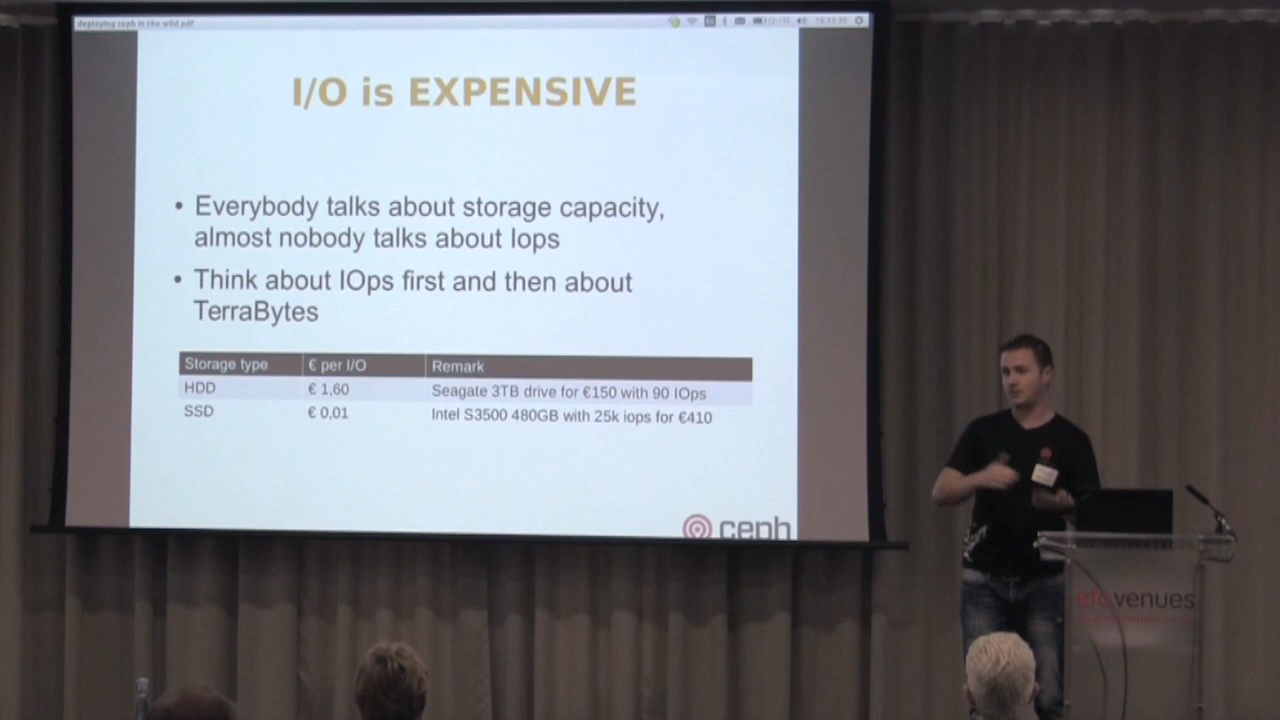 deploying ceph in the wild.pdf
I/O is EXPENSIVE
• Everybody talks about storage capacity,
almost nobody talks about Iops
• Think about IOps first and then about
TerraBytes
Storage type € per I/O Remark
HDD € 1,60 Seagate 3TB drive for €150 with 90 IOps
SSD € 0,01 Intel S3500 480GB with 25k iops for €410
ceph
etc.venues